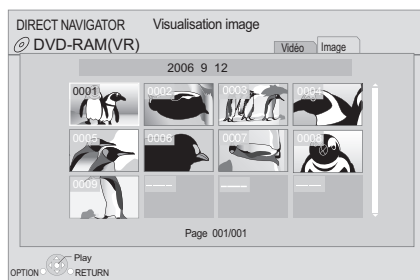 DIRECT NAVIGATOR Visualisation image
DVD-RAM(VR)
Vidéo Image
2006 9 12
0001 0002 0003 0004
0005 0006 0007 0008
0009 ---- ---- ----
Page 001/001
Play
OPTION RETURN